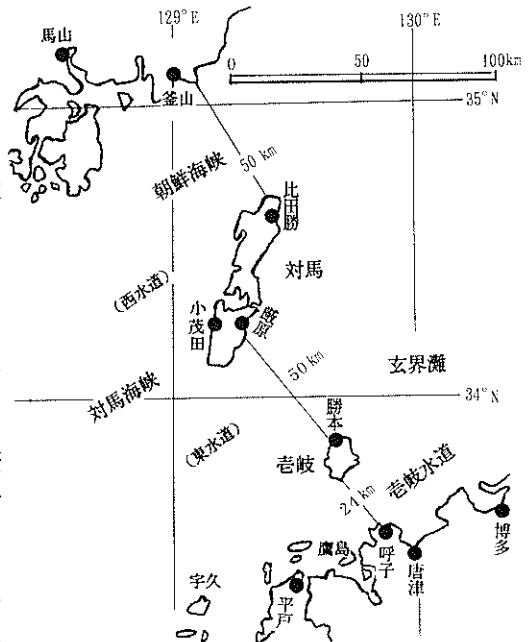 129°E
130°E
馬山
釜山
0
50
100km
35°N
朝鮮海峡
50 km
比田勝
対馬
(西水道)
小茂田
厳原
50 km
玄界灘
対馬海峡
34°N
(東水道)
勝本
壱岐
壱岐水道
24 km
博多
呼子
唐津
鷹島
平戸
宇久